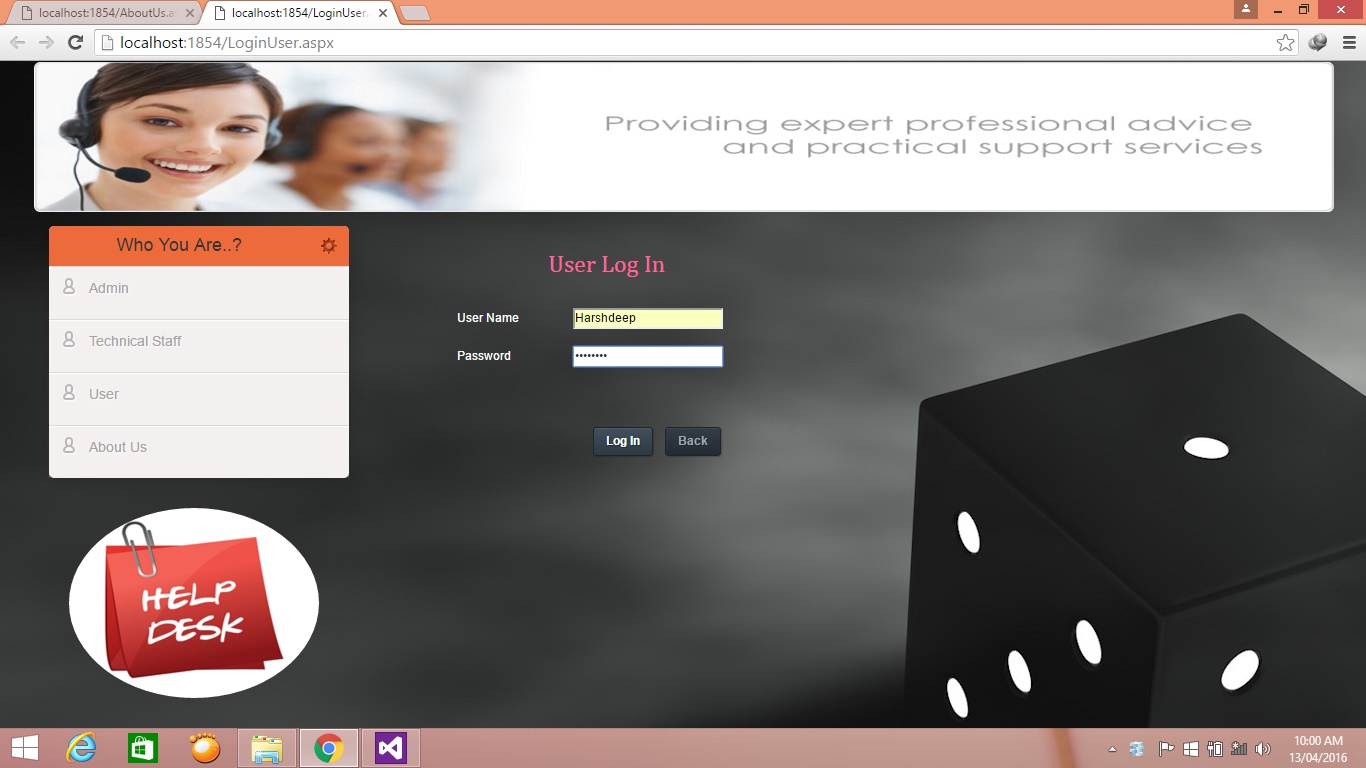 localhost:1854/AboutUs.a
localhost:1854/LoginUser.
localhost:1854/LoginUser.aspx
Providing expert professional advice
and practical support services
Who You Are..?
Admin
Technical Staff
User
About Us
User Log In
User Name
Harshdeep
Password
••••••••
Log In
Back
HELP
DESK
10:00 AM
13/04/2016